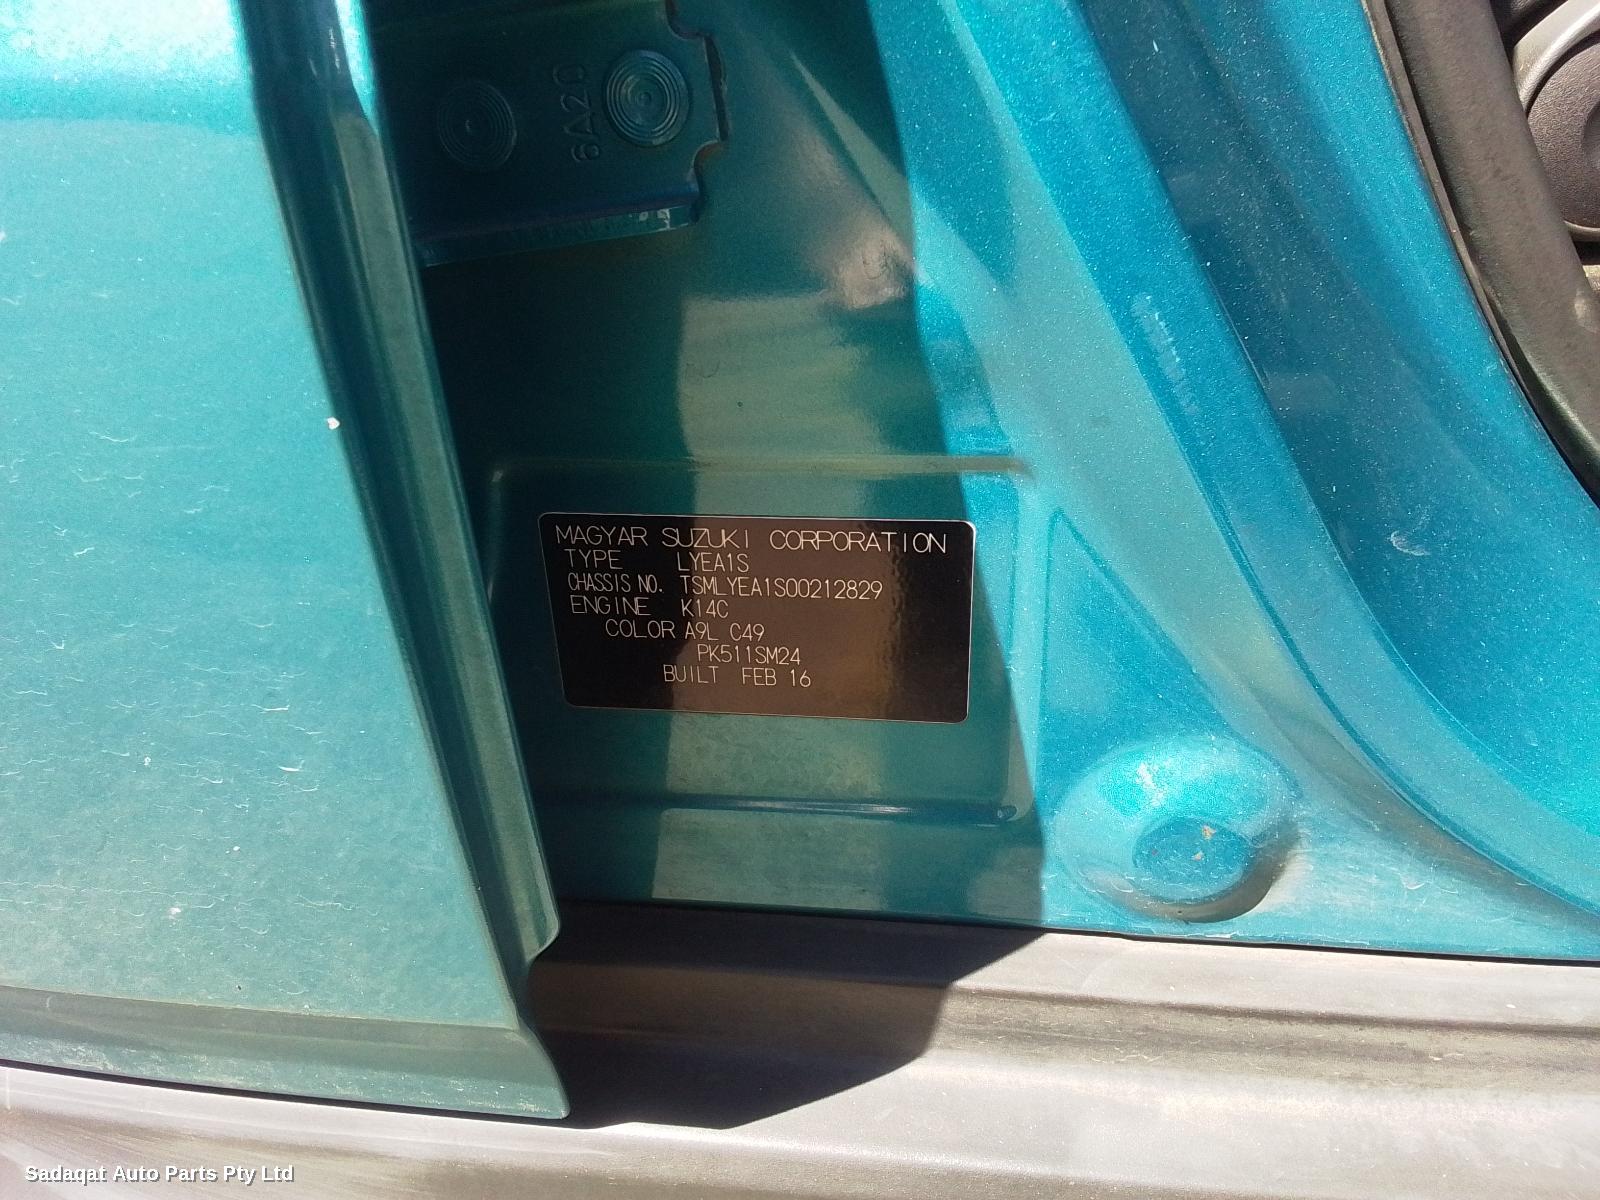 6A20
MAGYAR SUZUKI CORPORATION
TYPE LYEA1S
CHASSIS NO. TSMLYEA1S00212829
ENGINE K14C
COLOR A9L C49
PK511SM24
BUILT FEB 16
Sadaqat Auto Parts Pty Ltd